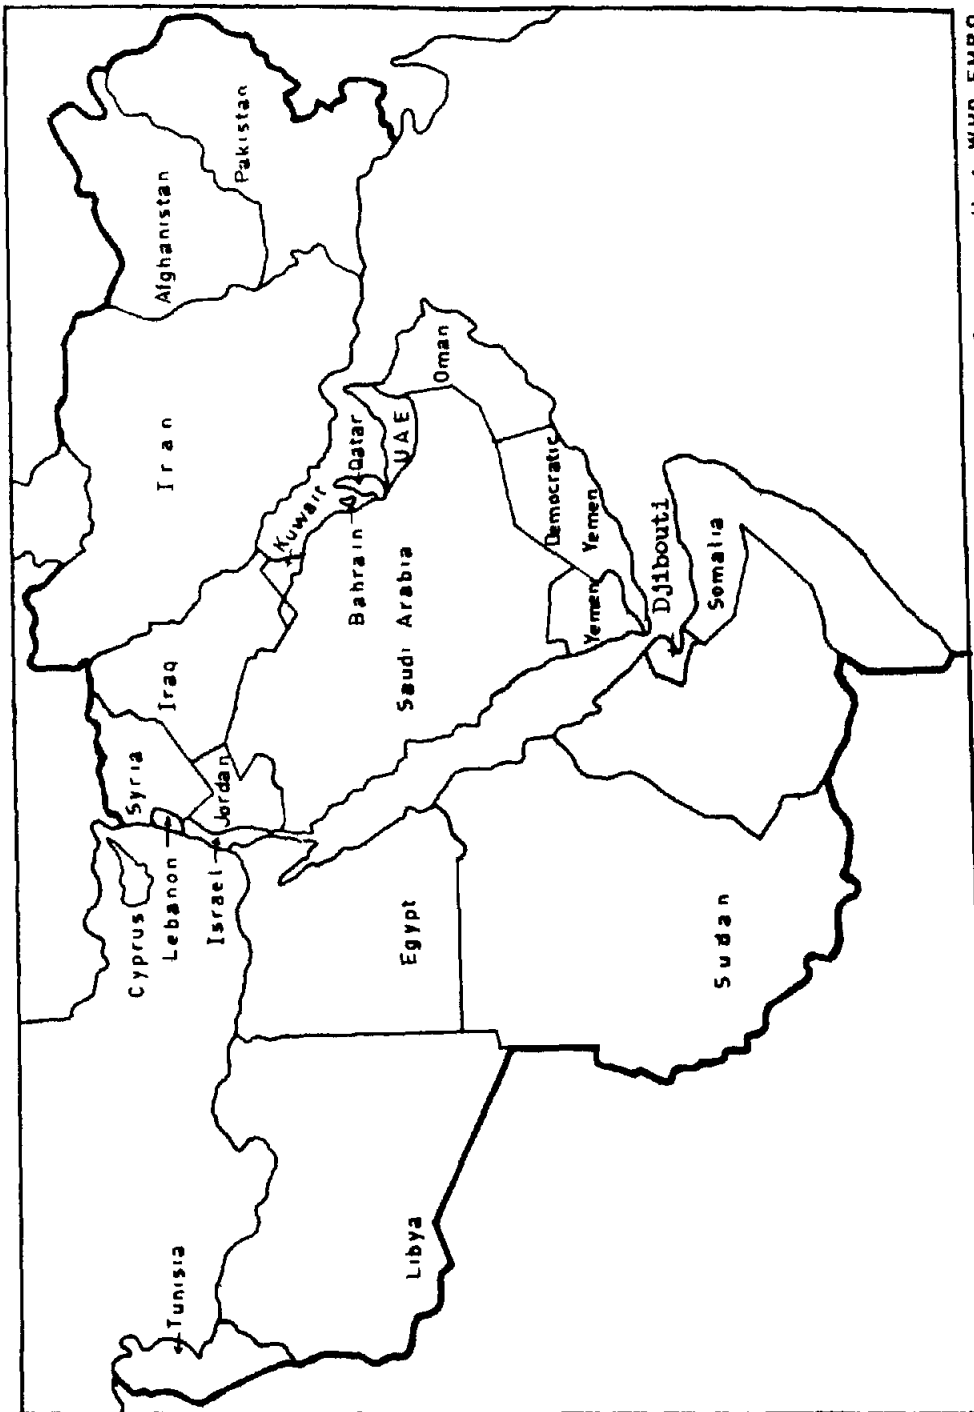 Tunisia
Libya
Cyprus
Lebanon
Israel
Egypt
Sudan
Syria
Jordan
Iraq
Iran
Kuwait
Bahrain
Qatar
UAE
Saudi Arabia
Oman
Democratic
Yemen
Yemen
Djibouti
Somalia
Afghanistan
Pakistan